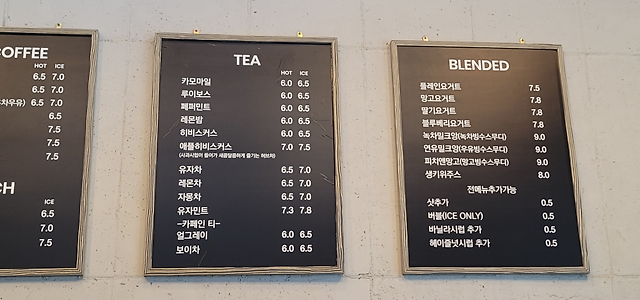 COFFEE
HOT ICE
6.5 7.0
6.5 7.0
6.5 7.0
6.5
7.5
7.5
7.5
CH
ICE
6.5
7.0
7.5
TEA
HOT ICE
카모마일 6.0 6.5
루이보스 6.0 6.5
페퍼민트 6.0 6.5
레몬밤 6.0 6.5
히비스커스 6.0 6.5
애플히비스커스 7.0 7.5
유자차 6.5 7.0
레몬차 6.5 7.0
자몽차 6.5 7.0
유자민트 7.3 7.8
–카페인 티–
얼그레이 6.0 6.5
보이차 6.0 6.5
BLENDED
플레인요거트 7.5
망고요거트 7.8
딸기요거트 7.8
블루베리요거트 7.8
녹차밀크앙(녹차빙수스무디) 9.0
연유밀크앙(우유빙수스무디) 9.0
피치앤망고(망고빙수스무디) 9.0
생키위주스 8.0
전메뉴추가가능
샷추가 0.5
버블(ICE ONLY) 0.5
바닐라시럽 추가 0.5
헤이즐넛시럽 추가 0.5